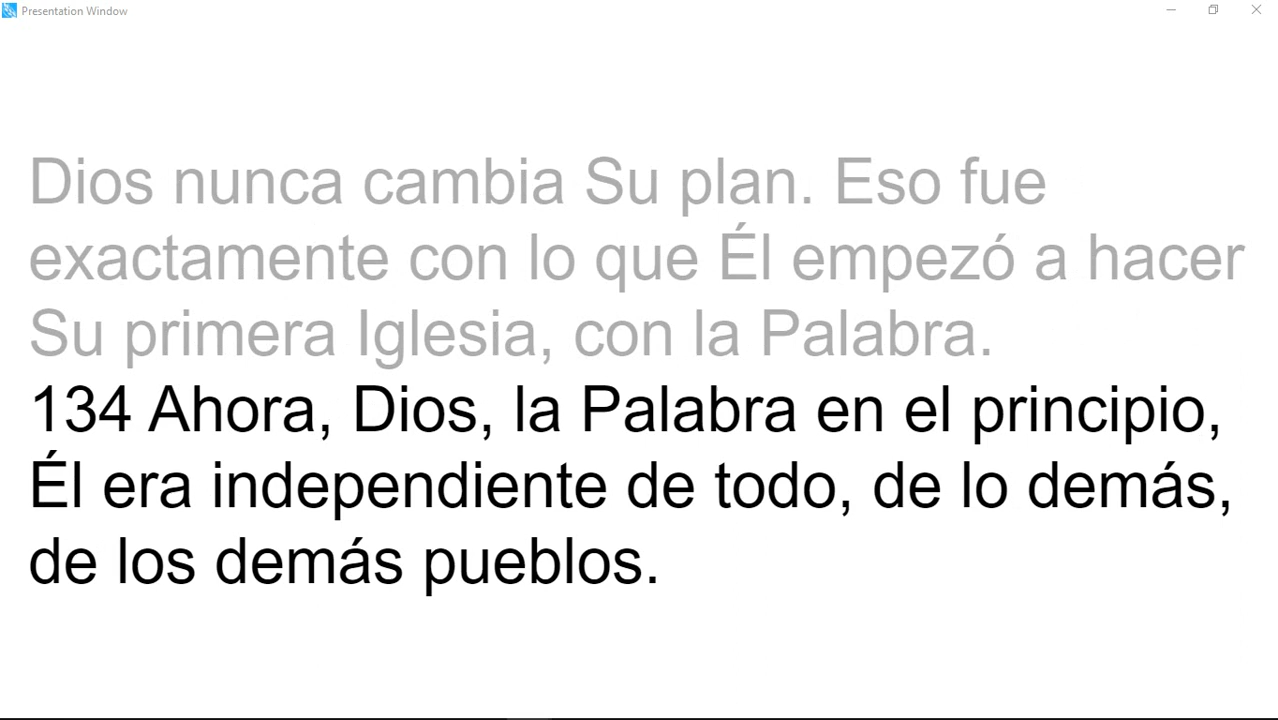 Presentation Window
Dios nunca cambia Su plan. Eso fue
exactamente con lo que Él empezó a hacer
Su primera Iglesia, con la Palabra.
134 Ahora, Dios, la Palabra en el principio,
Él era independiente de todo, de lo demás,
de los demás pueblos.